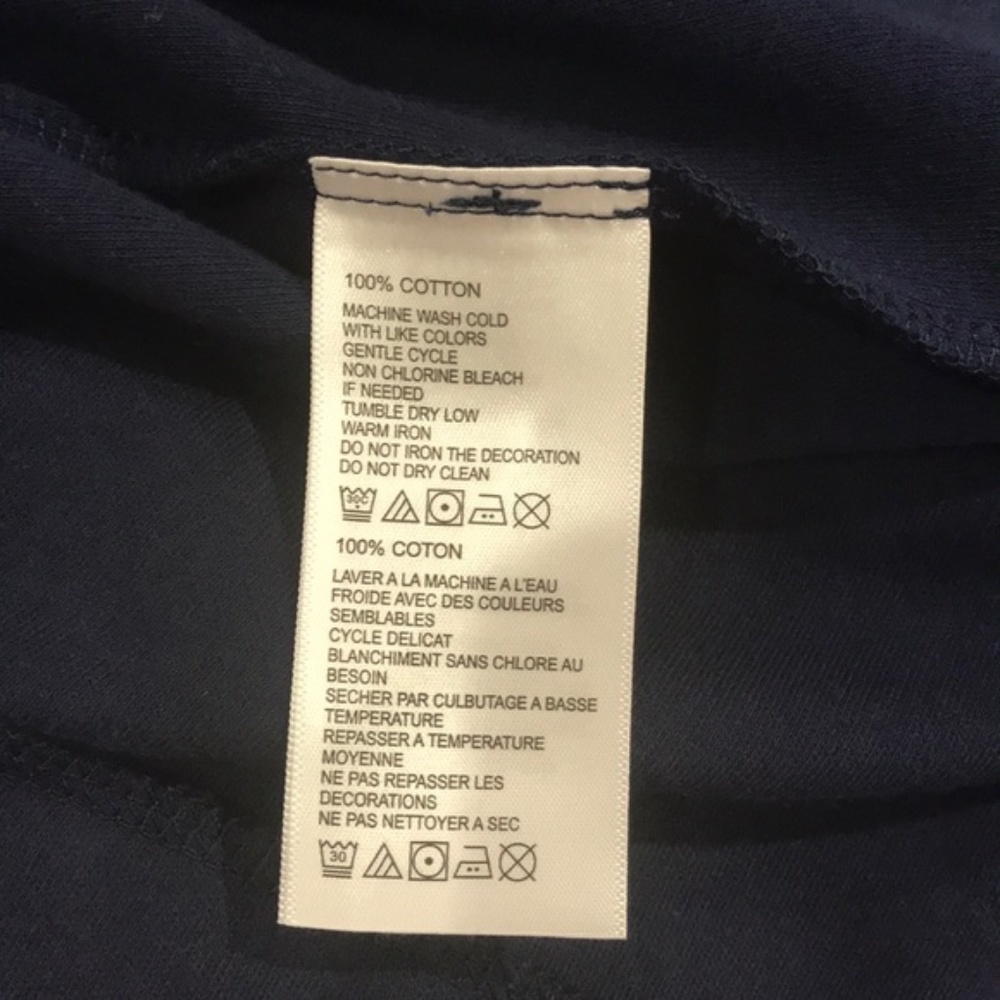 100% COTTON
MACHINE WASH COLD
WITH LIKE COLORS
GENTLE CYCLE
NON CHLORINE BLEACH
IF NEEDED
TUMBLE DRY LOW
WARM IRON
DO NOT IRON THE DECORATION
DO NOT DRY CLEAN
30C
100% COTON
LAVER A LA MACHINE A L'EAU
FROIDE AVEC DES COULEURS
SEMBLABLES
CYCLE DELICAT
BLANCHIMENT SANS CHLORE AU
BESOIN
SECHER PAR CULBUTAGE A BASSE
TEMPERATURE
REPASSER A TEMPERATURE
MOYENNE
NE PAS REPASSER LES
DECORATIONS
NE PAS NETTOYER A SEC
30